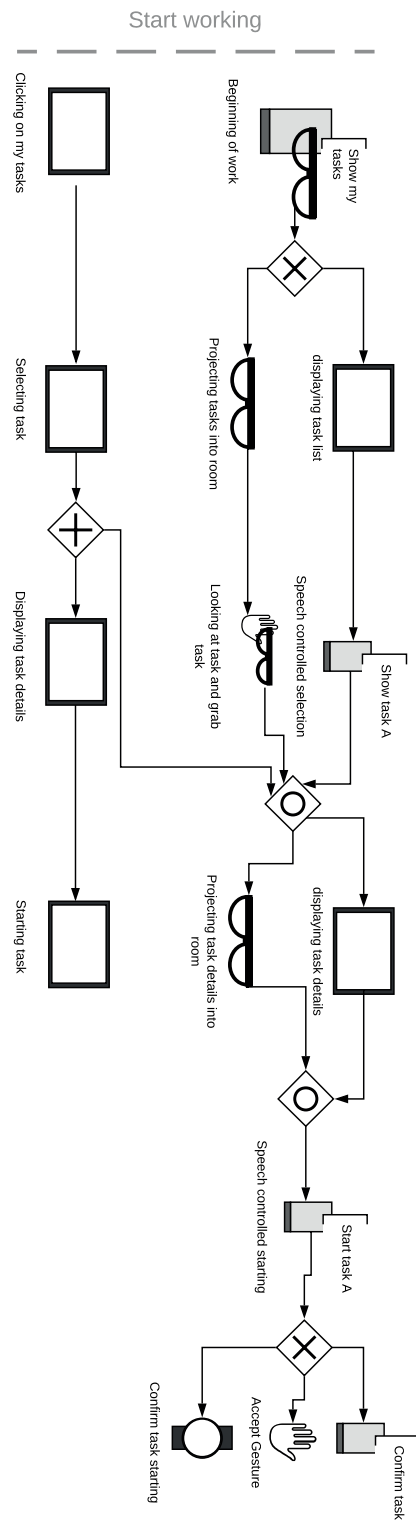 Start working
Show my
tasks
Beginning of work
Clicking on my tasks
displaying task list
Projecting tasks into room
Selecting task
Speech controlled selection
Show task A
Looking at task and grab
task
Displaying task details
displaying task details
Projecting task details into
room
Starting task
Start task A
Speech controlled starting
Confirm task
Accept Gesture
Confirm task starting